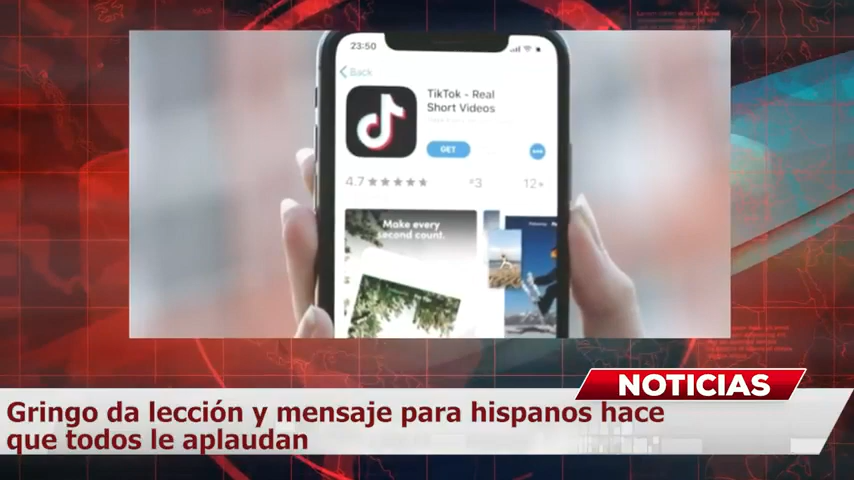 23:50
Back
TikTok - Real
Short Videos
GET
4.7 ★★★★★
#3
12+
Make every
second count.
NOTICIAS
Gringo da lección y mensaje para hispanos hace
que todos le aplaudan